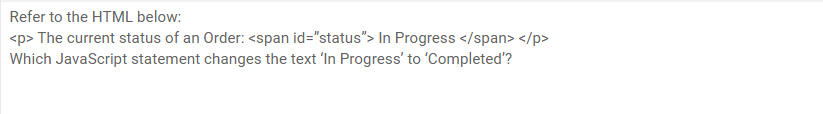 Refer to the HTML below:
<p> The current status of an Order: <span id=”status”> In Progress </span> </p>
Which JavaScript statement changes the text ‘In Progress’ to ‘Completed’?